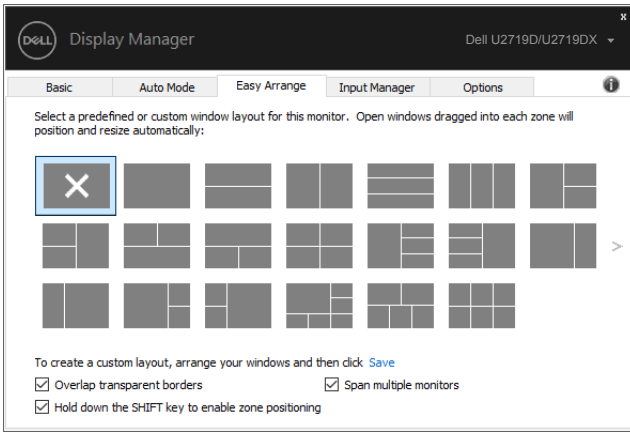 x
DELL Display Manager Dell U2719D/U2719DX
Basic Auto Mode Easy Arrange Input Manager Options i
Select a predefined or custom window layout for this monitor. Open windows dragged into each zone will
position and resize automatically:
>
To create a custom layout, arrange your windows and then click Save
Overlap transparent borders Span multiple monitors
Hold down the SHIFT key to enable zone positioning